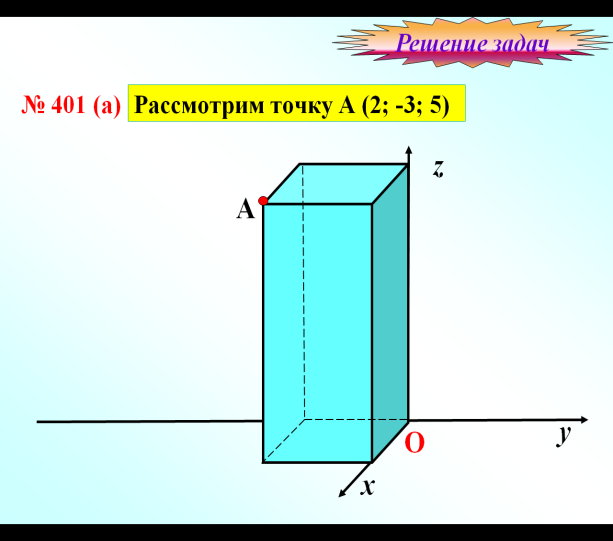 Решение задач
№ 401 (а) Рассмотрим точку А (2; -3; 5)
z
А
О
y
x